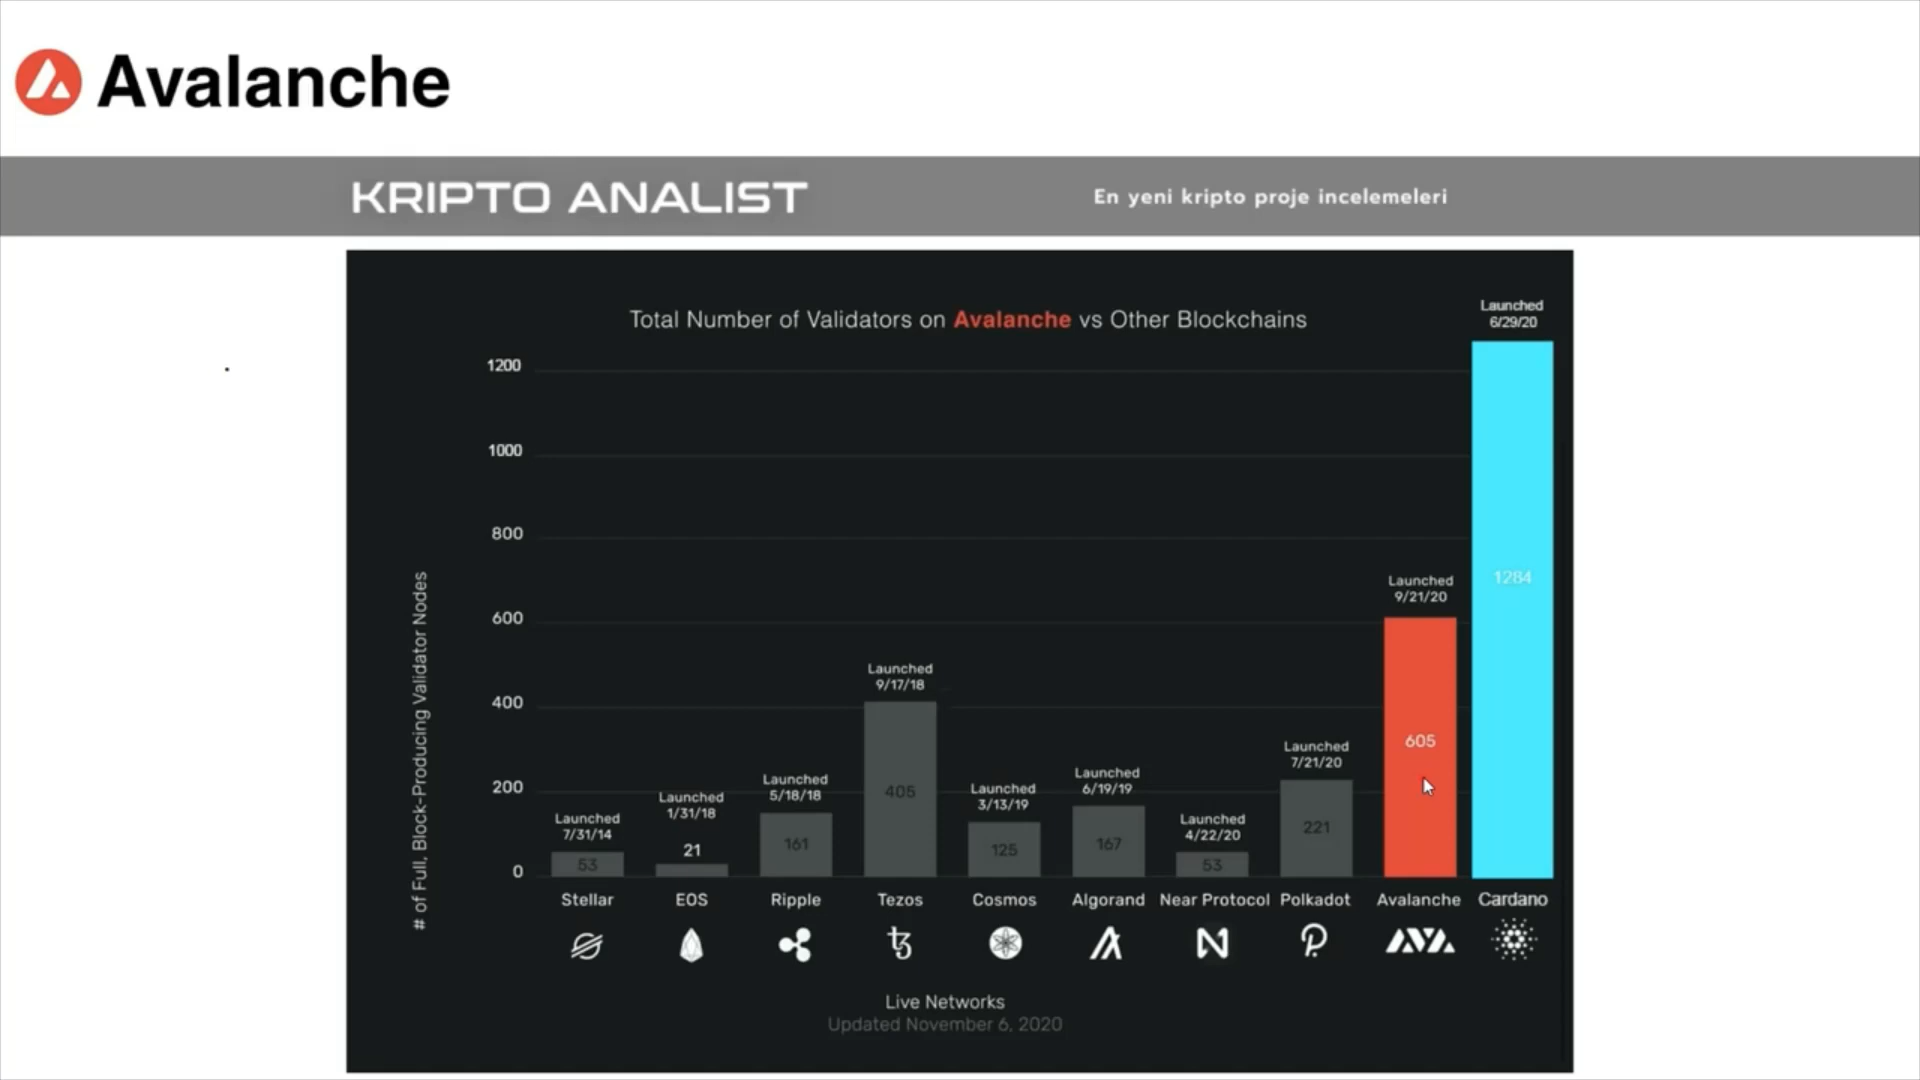 Avalanche
KRIPTO ANALIST
En yeni kripto proje incelemeleri
Total Number of Validators on Avalanche vs Other Blockchains
# of Full, Block-Producing Validator Nodes
1200
1000
800
600
400
200
0
Launched
7/31/14
53
Stellar
Launched
1/31/18
21
EOS
Launched
5/18/18
161
Ripple
Launched
9/17/18
405
Tezos
Launched
3/13/19
125
Cosmos
Launched
6/19/19
167
Algorand
Launched
4/22/20
53
Near Protocol
Launched
7/21/20
221
Polkadot
Launched
9/21/20
605
Avalanche
Launched
6/29/20
1284
Cardano
Live Networks
Updated November 6, 2020